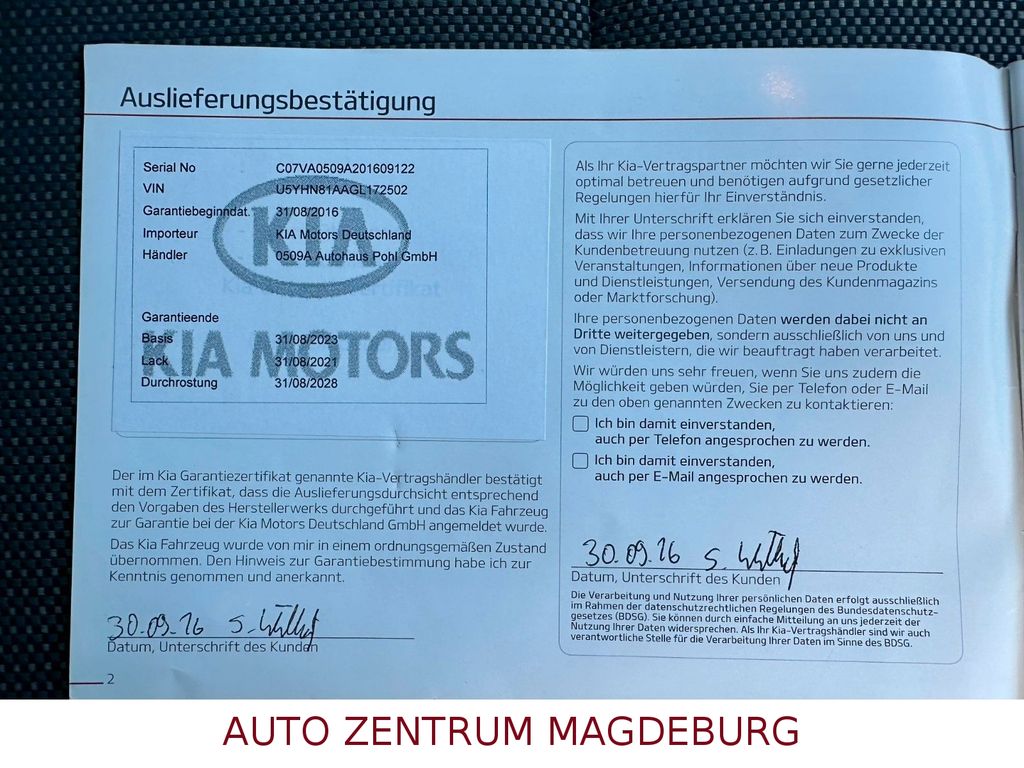 Auslieferungsbestätigung
Serial No C07VA0509A201609122
VIN U5YHN81AAGL172502
Garantiebeginndat. 31/08/2016
Importeur KIA Motors Deutschland
Händler 0509A Autohaus Pohl GmbH
KIA
Garantieende
Basis 31/08/2023
Lack 31/08/2021
Durchrostung 31/08/2028
KIA MOTORS
Der im Kia Garantiezertifikat genannte Kia-Vertragshändler bestätigt
mit dem Zertifikat, dass die Auslieferungsdurchsicht entsprechend
den Vorgaben des Herstellerwerks durchgeführt und das Kia Fahrzeug
zur Garantie bei der Kia Motors Deutschland GmbH angemeldet wurde.
Das Kia Fahrzeug wurde von mir in einem ordnungsgemäßen Zustand
übernommen. Den Hinweis zur Garantiebestimmung habe ich zur
Kenntnis genommen und anerkannt.
30.09.16 S.
Datum, Unterschrift des Kunden
2
Als Ihr Kia-Vertragspartner möchten wir Sie gerne jederzeit
optimal betreuen und benötigen aufgrund gesetzlicher
Regelungen hierfür Ihr Einverständnis.
Mit Ihrer Unterschrift erklären Sie sich einverstanden,
dass wir Ihre personenbezogenen Daten zum Zwecke der
Kundenbetreuung nutzen (z. B. Einladungen zu exklusiven
Veranstaltungen, Informationen über neue Produkte
und Dienstleistungen, Versendung des Kundenmagazins
oder Marktforschung).
Ihre personenbezogenen Daten werden dabei nicht an
Dritte weitergegeben, sondern ausschließlich von uns und
von Dienstleistern, die wir beauftragt haben verarbeitet.
Wir würden uns sehr freuen, wenn Sie uns zudem die
Möglichkeit geben würden, Sie per Telefon oder E-Mail
zu den oben genannten Zwecken zu kontaktieren:
Ich bin damit einverstanden,
auch per Telefon angesprochen zu werden.
Ich bin damit einverstanden,
auch per E-Mail angesprochen zu werden.
30.09.16 S.
Datum, Unterschrift des Kunden
Die Verarbeitung und Nutzung Ihrer persönlichen Daten erfolgt ausschließlich
im Rahmen der datenschutzrechtlichen Regelungen des Bundesdatenschutz-
gesetzes (BDSG). Sie können durch einfache Mitteilung an uns jederzeit der
Nutzung Ihrer Daten widersprechen. Als Ihr Kia-Vertragshändler sind wir auch
verantwortliche Stelle für die Verarbeitung Ihrer Daten im Sinne des BDSG.
AUTO ZENTRUM MAGDEBURG